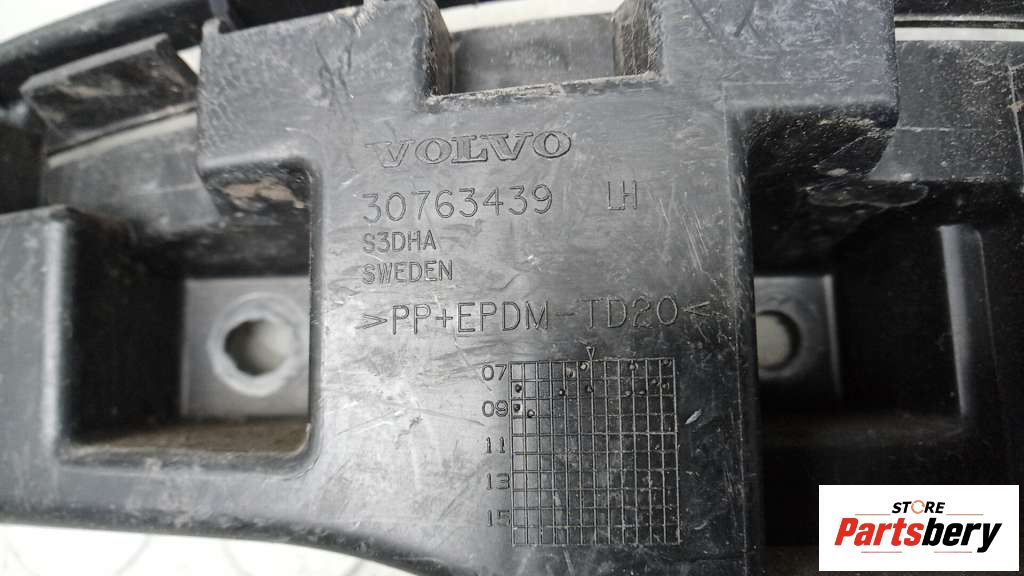 VOLVO
30763439 LH
S3DHA
SWEDEN
>PP+EPDM-TD20<
07
09
11
13
15
STORE
Partsbery